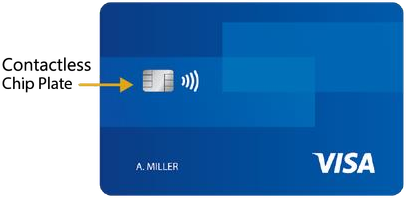 Contactless
Chip Plate
A. MILLER
VISA